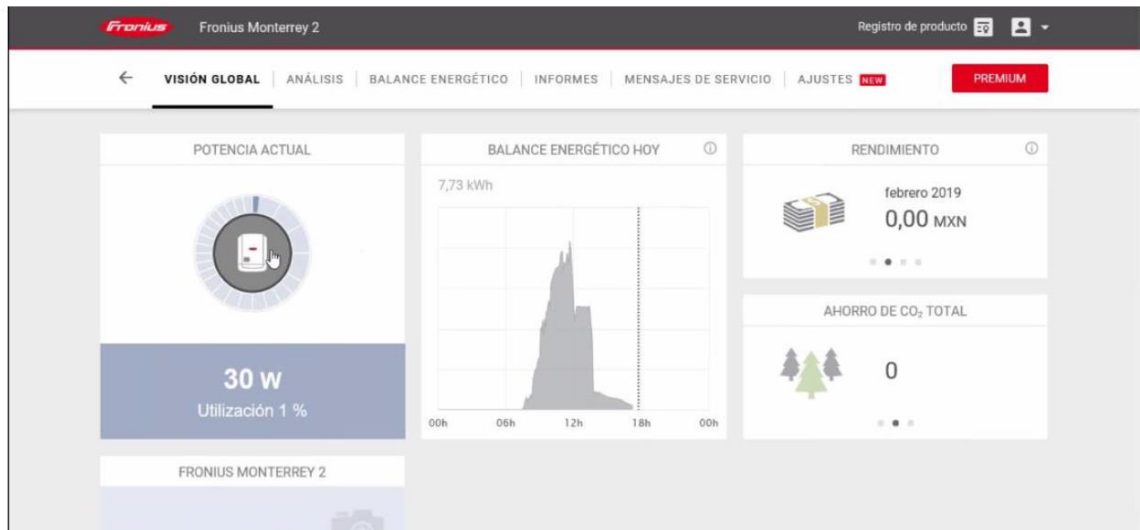 Fronius
Fronius Monterrey 2
Registro de producto
VISIÓN GLOBAL
ANÁLISIS
BALANCE ENERGÉTICO
INFORMES
MENSAJES DE SERVICIO
AJUSTES NEW
PREMIUM
POTENCIA ACTUAL
30 W
Utilización 1 %
BALANCE ENERGÉTICO HOY
7,73 kWh
00h 06h 12h 18h 00h
RENDIMIENTO
febrero 2019
0,00 MXN
AHORRO DE CO₂ TOTAL
0
FRONIUS MONTERREY 2